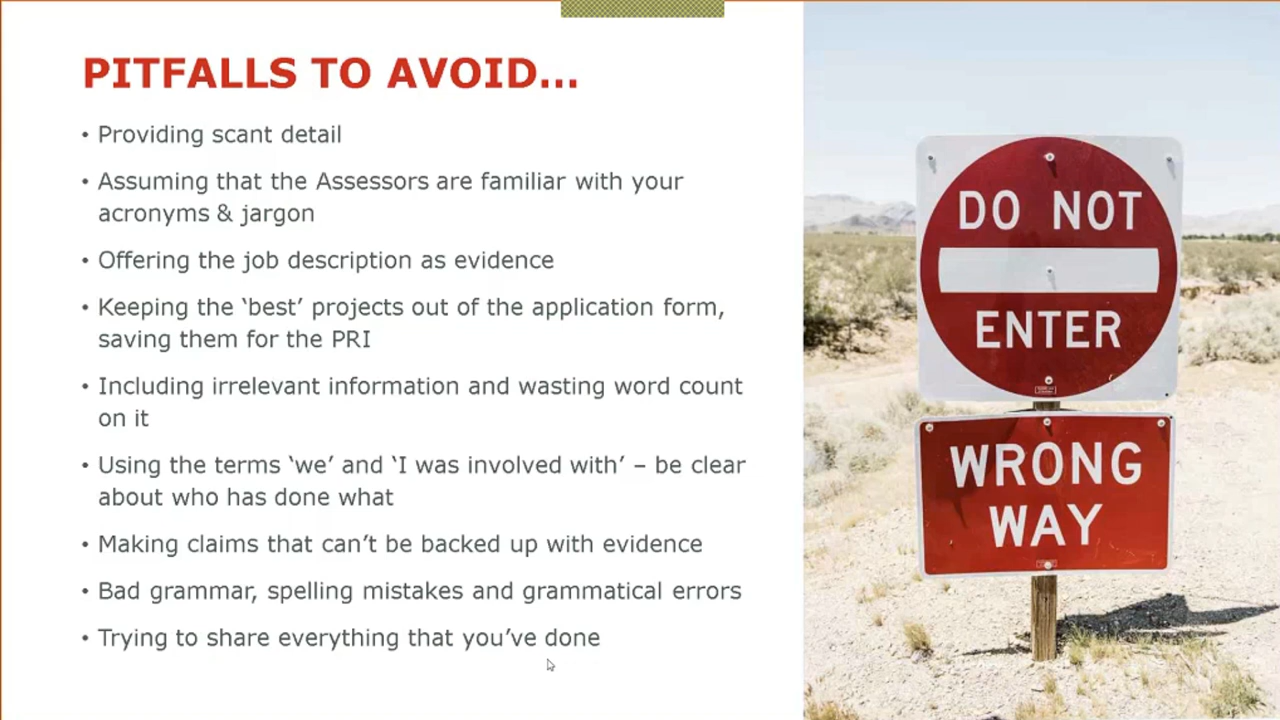 PITFALLS TO AVOID...
• Providing scant detail
• Assuming that the Assessors are familiar with your
acronyms & jargon
• Offering the job description as evidence
• Keeping the ‘best’ projects out of the application form,
saving them for the PRI
• Including irrelevant information and wasting word count
on it
• Using the terms ‘we’ and ‘I was involved with’ – be clear
about who has done what
• Making claims that can’t be backed up with evidence
• Bad grammar, spelling mistakes and grammatical errors
• Trying to share everything that you’ve done
DO NOT
ENTER
WRONG
WAY